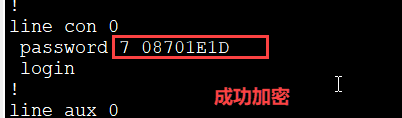 !
line con 0
password 7 08701E1D
login
!
成功加密
line aux 0